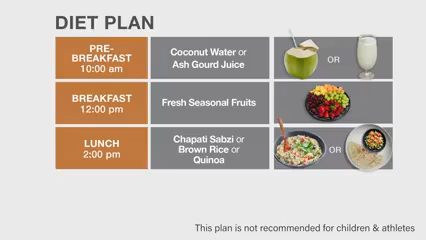 DIET PLAN
PRE-
BREAKFAST
10:00 am
Coconut Water or
Ash Gourd Juice
OR
BREAKFAST
12:00 pm
Fresh Seasonal Fruits
LUNCH
2:00 pm
Chapati Sabzi or
Brown Rice or
Quinoa
OR
This plan is not recommended for children & athletes